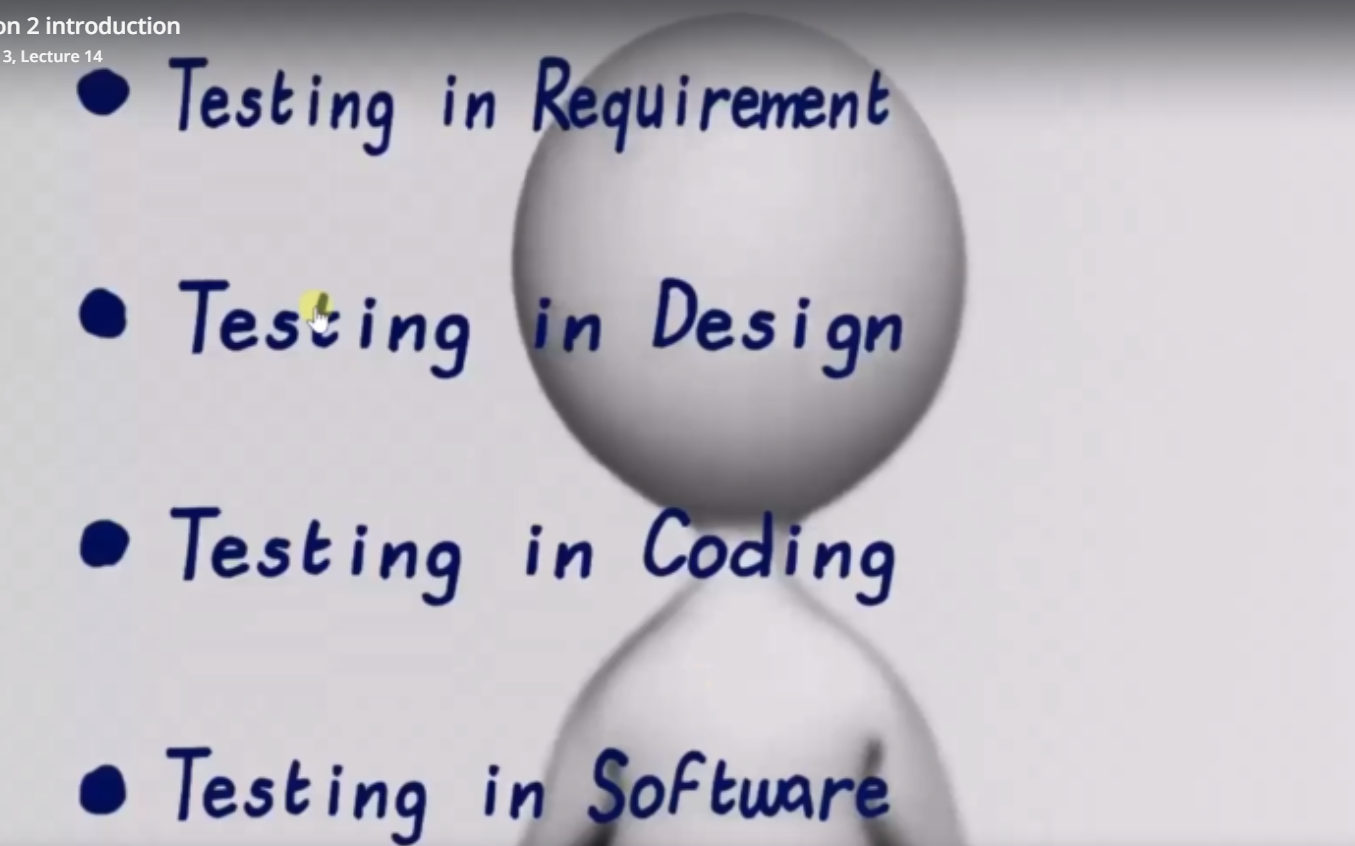 on 2 introduction
3, Lecture 14
Testing in Requirement
Testing in Design
Testing in Coding
Testing in Software